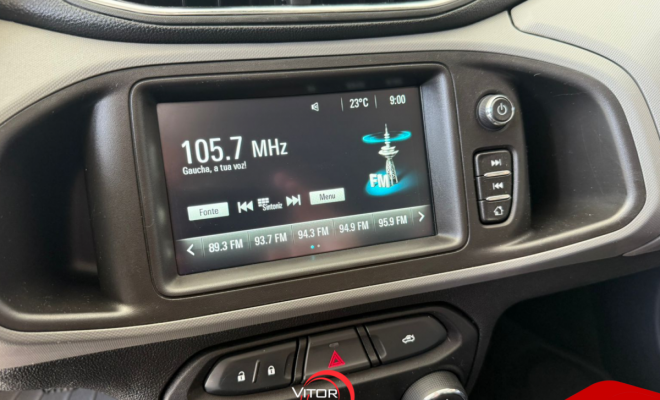 23°C 9:00
105.7 MHz
Gaucha, a tua voz!
FM
Fonte Sintoniz Menu
89.3 FM 93.7 FM 94.3 FM 94.9 FM 95.9 FM
VITOR